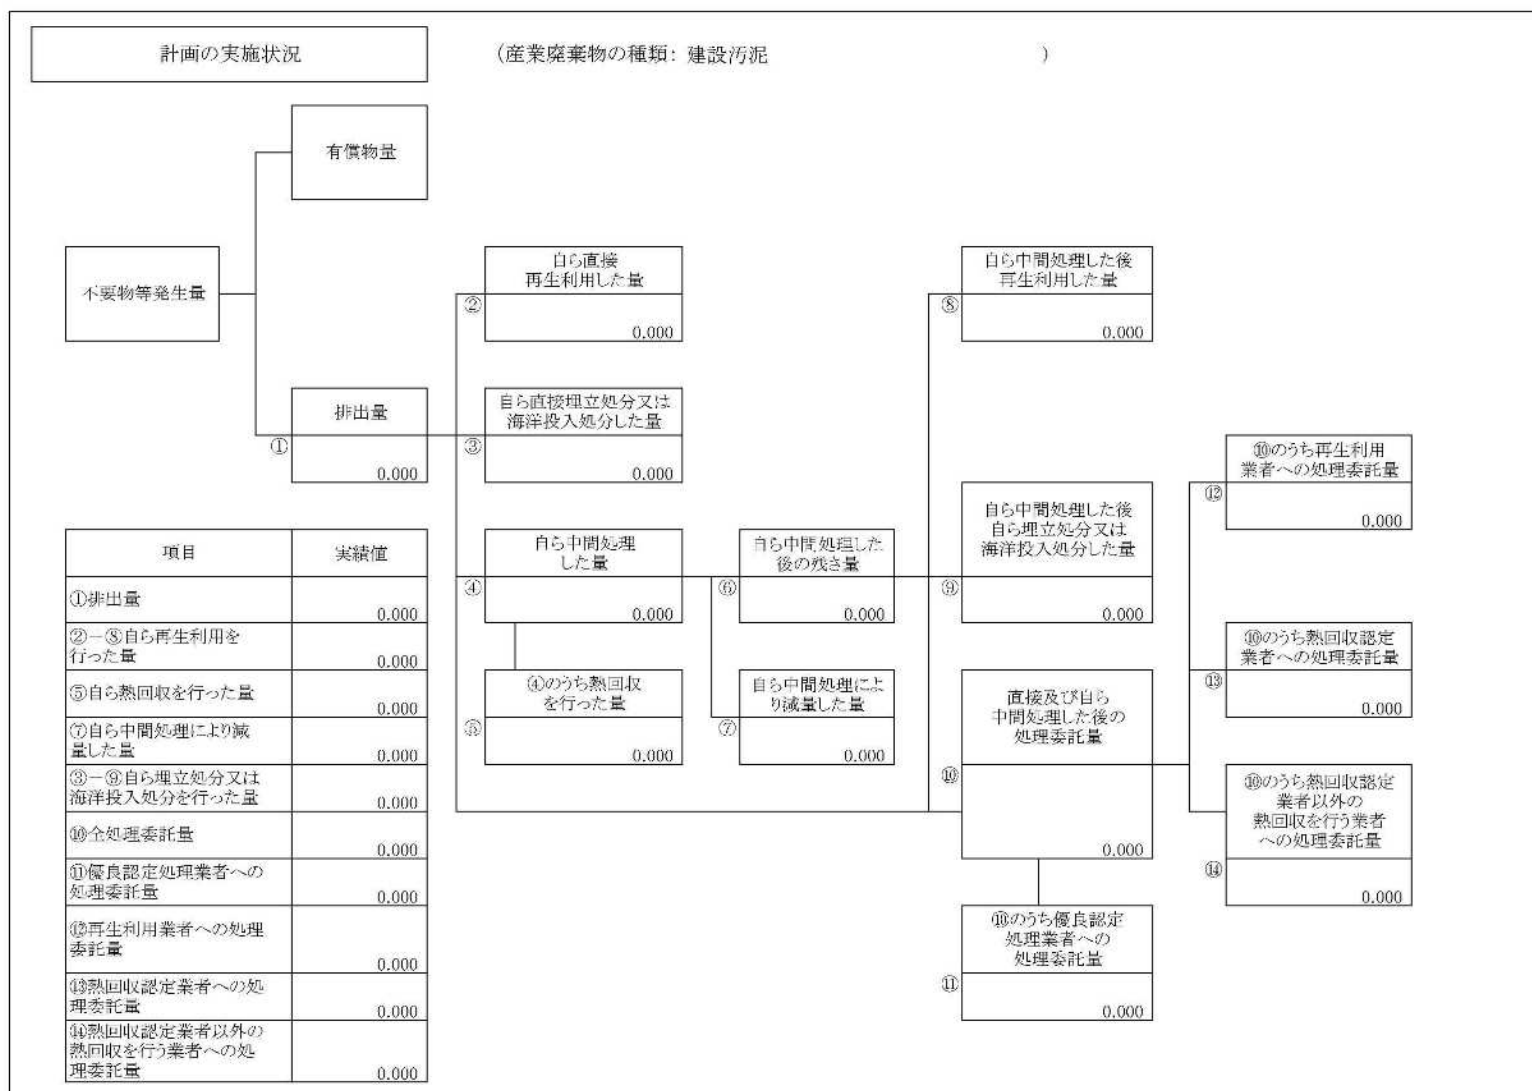 計画の実施状況
(産業廃棄物の種類: 建設汚泥 )
有償物量
不要物等発生量
自ら直接
再生利用した量
②
0.000
自ら中間処理した後
再生利用した量
⑧
0.000
排出量
①
0.000
自ら直接埋立処分又は
海洋投入処分した量
③
0.000
⑩のうち再生利用
業者への処理委託量
⑫
0.000
自ら中間処理
した量
④
0.000
自ら中間処理した
後の残さ量
⑥
0.000
自ら中間処理した後
自ら埋立処分又は
海洋投入処分した量
⑨
0.000
⑩のうち熱回収認定
業者への処理委託量
⑬
0.000
④のうち熱回収
を行った量
⑤
0.000
自ら中間処理によ
り減量した量
⑦
0.000
直接及び自ら
中間処理した後の
処理委託量
⑩
0.000
⑩のうち熱回収認定
業者以外の
熱回収を行う業者
への処理委託量
⑭
0.000
⑩のうち優良認定
処理業者への
処理委託量
⑪
0.000
項目 実績値
①排出量
0.000
②－⑧自ら再生利用を
行った量
0.000
⑤自ら熱回収を行った量
0.000
⑦自ら中間処理により減
量した量
0.000
③－⑨自ら埋立処分又は
海洋投入処分を行った量
0.000
⑩全処理委託量
0.000
⑪優良認定処理業者への
処理委託量
0.000
⑫再生利用業者への処理
委託量
0.000
⑬熱回収認定業者への処
理委託量
0.000
⑭熱回収認定業者以外の
熱回収を行う業者への処
理委託量
0.000